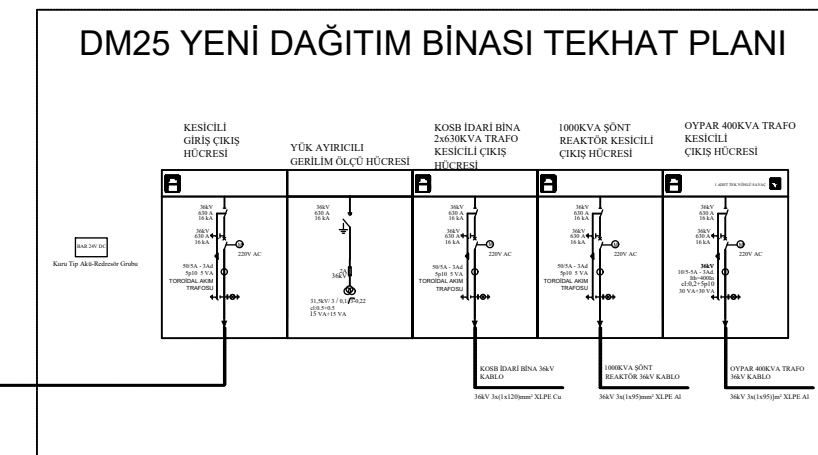 DM25 YENİ DAĞITIM BİNASI TEKHAT PLANI
KESİCİLİ
GİRİŞ ÇIKIŞ
HÜCRESİ
YÜK AYIRICILI
GERİLİM ÖLÇÜ HÜCRESİ
KOSB İDARİ BİNA
2x630KVA TRAFO
KESİCİLİ ÇIKIŞ
HÜCRESİ
1000KVA ŞÖNT
REAKTÖR KESİCİLİ
ÇIKIŞ HÜCRESİ
OYPAR 400KVA TRAFO
KESİCİLİ
ÇIKIŞ HÜCRESİ
BAR 24V DC
Kuru Tip Akü-Redresör Grubu
36kV
630 A
16 kA
36kV
630 A
16 kA
M
220V AC
50/5A - 3Ad
5p10 5 VA
TOROİDAL AKIM
TRAFOSU
36kV
630 A
16 kA
2A
36kV
cl:0.5+0.5
15 VA+15 VA
36kV
630 A
16 kA
36kV
630 A
16 kA
M
220V AC
50/5A - 3Ad
5p10 5 VA
TOROİDAL AKIM
TRAFOSU
36kV
630 A
16 kA
36kV
630 A
16 kA
M
220V AC
50/5A - 3Ad
5p10 5 VA
TOROİDAL AKIM
TRAFOSU
36kV
630 A
16 kA
36kV
630 A
16 kA
M
220V AC
36kV
10/5-5A - 3Ad.
Ith=400In
cl:0,2+5p10
30 VA+30 VA
KOSB İDARİ BİNA 36kV
KABLO
36kV 3x(1x120)mm² XLPE Cu
1000KVA ŞÖNT
REAKTÖR 36kV KABLO
36kV 3x(1x95)mm² XLPE Al
OYPAR 400KVA TRAFO
36kV KABLO
36kV 3x(1x95)]m² XLPE Al